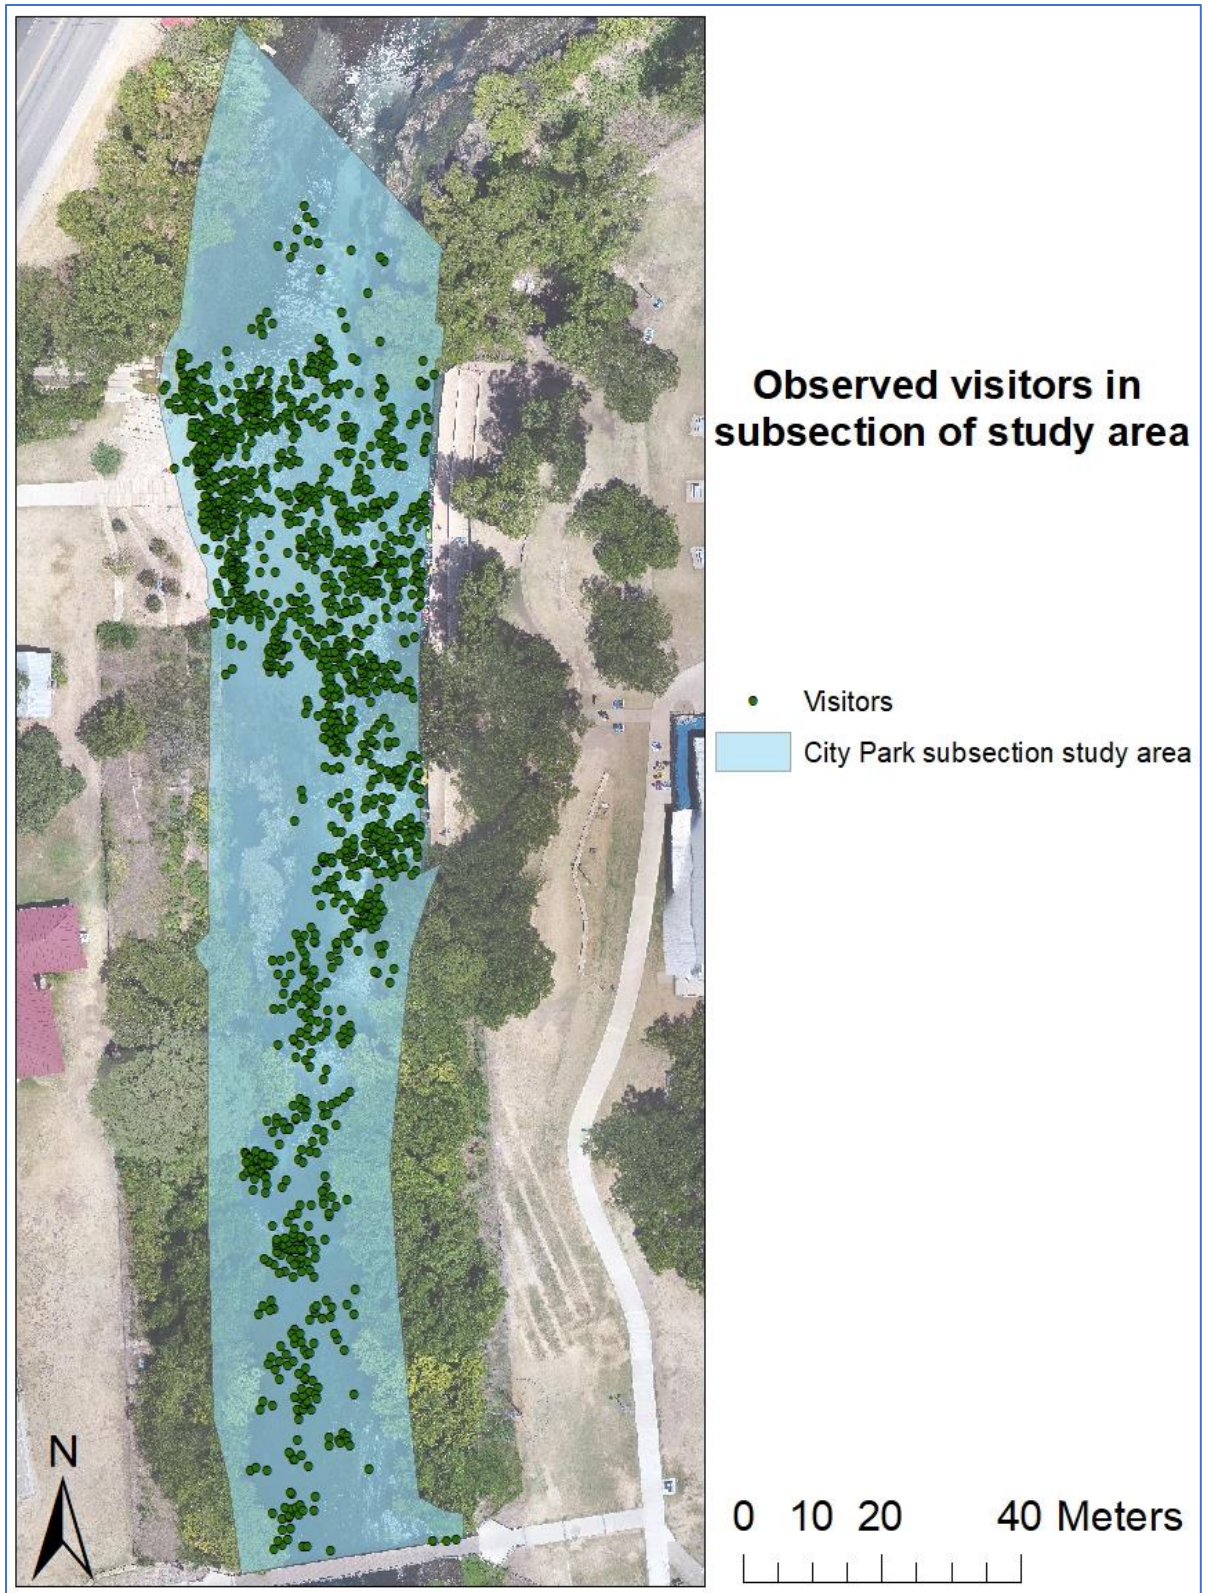 Observed visitors in
subsection of study area
Visitors
City Park subsection study area
N
0 10 20 40 Meters